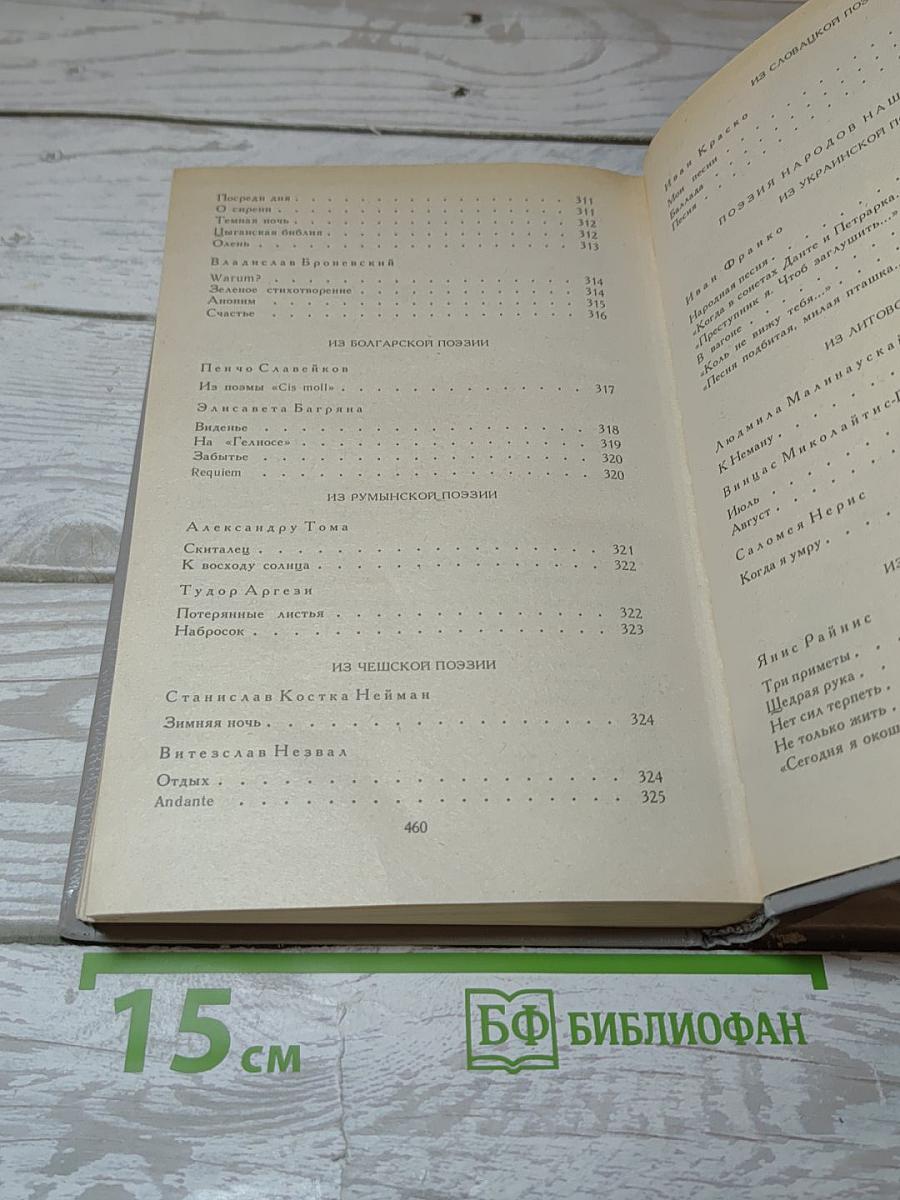 Посреди дня . . . . . . . . . . . . . . . . . 311
О сирени . . . . . . . . . . . . . . . . . 311
Темная ночь . . . . . . . . . . . . . . . . . 312
Цыганская библия . . . . . . . . . . . . . . . 312
Олень . . . . . . . . . . . . . . . . . . . 313
Владислав Броневский
Warum? . . . . . . . . . . . . . . . . . . 314
Зеленое стихотворение . . . . . . . . . . . . . 314
Аноним . . . . . . . . . . . . . . . . . . 315
Счастье . . . . . . . . . . . . . . . . . . 316
ИЗ БОЛГАРСКОЙ ПОЭЗИИ
Пенчо Славейков
Из поэмы «Cis moll» . . . . . . . . . . . . . . 317
Элисавета Багряна
Виденье . . . . . . . . . . . . . . . . . . 318
На «Гелиосе» . . . . . . . . . . . . . . . . . 319
Забытье . . . . . . . . . . . . . . . . . . 320
Requiem . . . . . . . . . . . . . . . . . . 320
ИЗ РУМЫНСКОЙ ПОЭЗИИ
Александру Тома
Скиталец . . . . . . . . . . . . . . . . . . 321
К восходу солнца . . . . . . . . . . . . . . . 322
Тудор Аргези
Потерянные листья . . . . . . . . . . . . . . . 322
Набросок . . . . . . . . . . . . . . . . . . 323
ИЗ ЧЕШСКОЙ ПОЭЗИИ
Станислав Костка Нейман
Зимняя ночь . . . . . . . . . . . . . . . . . 324
Витезслав Незвал
Отдых . . . . . . . . . . . . . . . . . . . 324
Andante . . . . . . . . . . . . . . . . . . 325
460
ИЗ СЛОВАЦКОЙ ПОЭ
Иван Краско
Мои песни
Баллада
Песня
ПОЭЗИЯ НАРОДОВ НАШ
ИЗ УКРАИНСКОЙ ПО
Иван Франко
Народная песня
«Когда в сонетах Данте и Петрарка.
«Преступник я. Чтоб заглушить...»
В вагоне
«Коль не вижу тебя...»
«Песня подбитая, милая пташка.
ИЗ ЛИТОВС
Людмила Малинаускай
К Неману
Винцас Миколайтис-П
Июль
Август
Саломея Нерис
Когда я умру
ИЗ
Янис Райнис
Три приметы
Щедрая рука
Нет сил терпеть
Не только жить
«Сегодня я окош
15 см
БФ БИБЛИОФАН